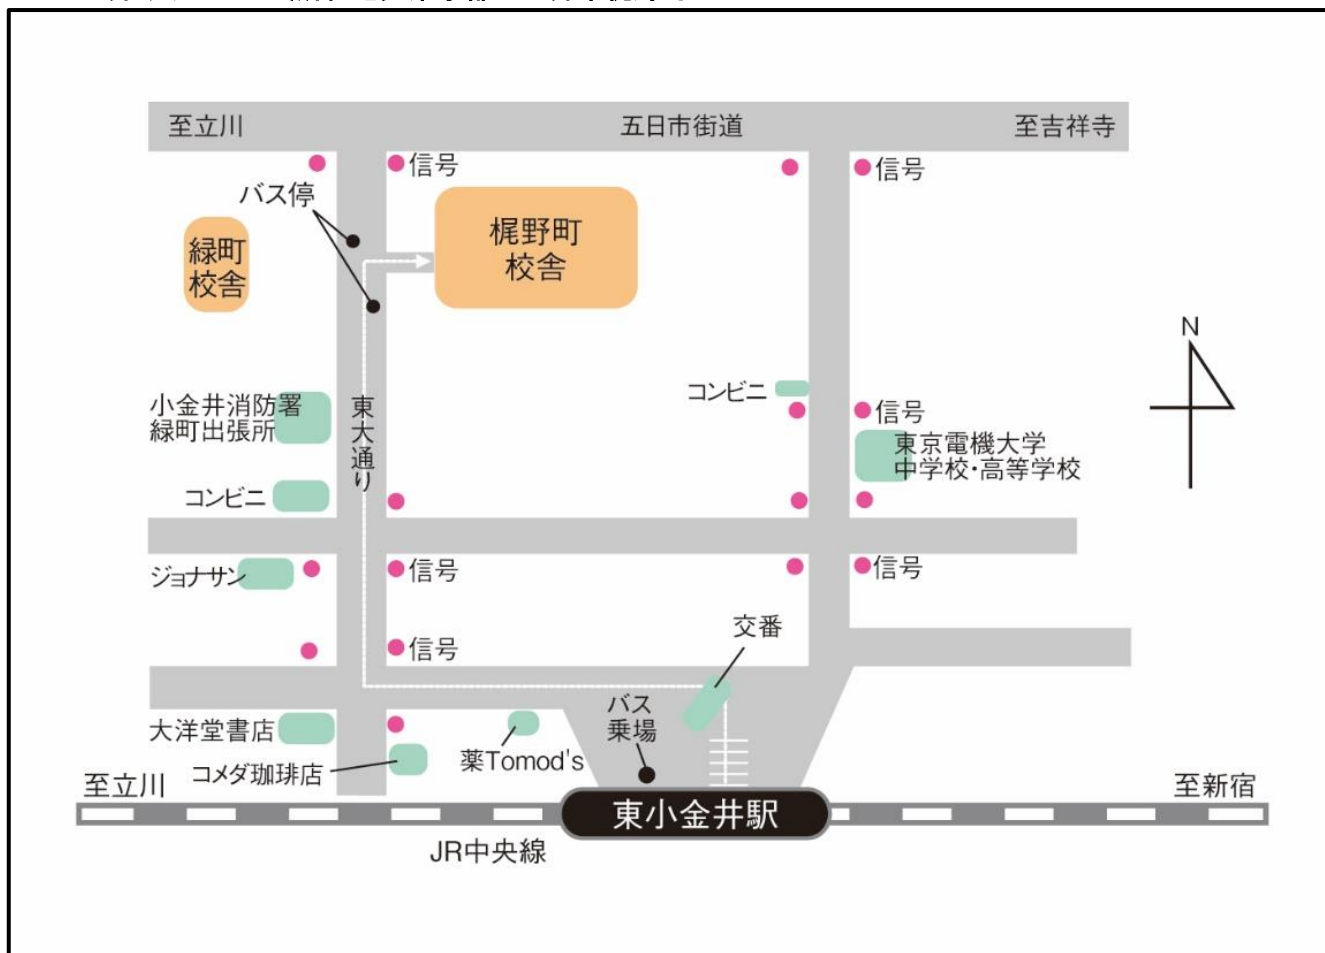 至立川
五日市街道
至吉祥寺
信号
信号
バス停
緑町
校舎
梶野町
校舎
N
コンビニ
小金井消防署
緑町出張所
東大通り
信号
東京電機大学
中学校・高等学校
コンビニ
ジョナサン
信号
信号
信号
交番
バス
乗場
大洋堂書店
コメダ珈琲店
薬Tomod's
至立川
東小金井駅
至新宿
JR中央線